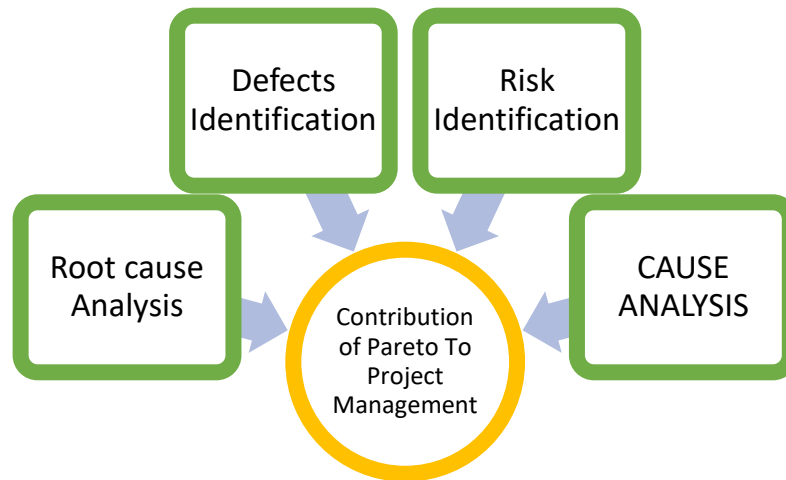 Defects
Identification
Risk
Identification
Root cause
Analysis
CAUSE
ANALYSIS
Contribution
of Pareto To
Project
Management